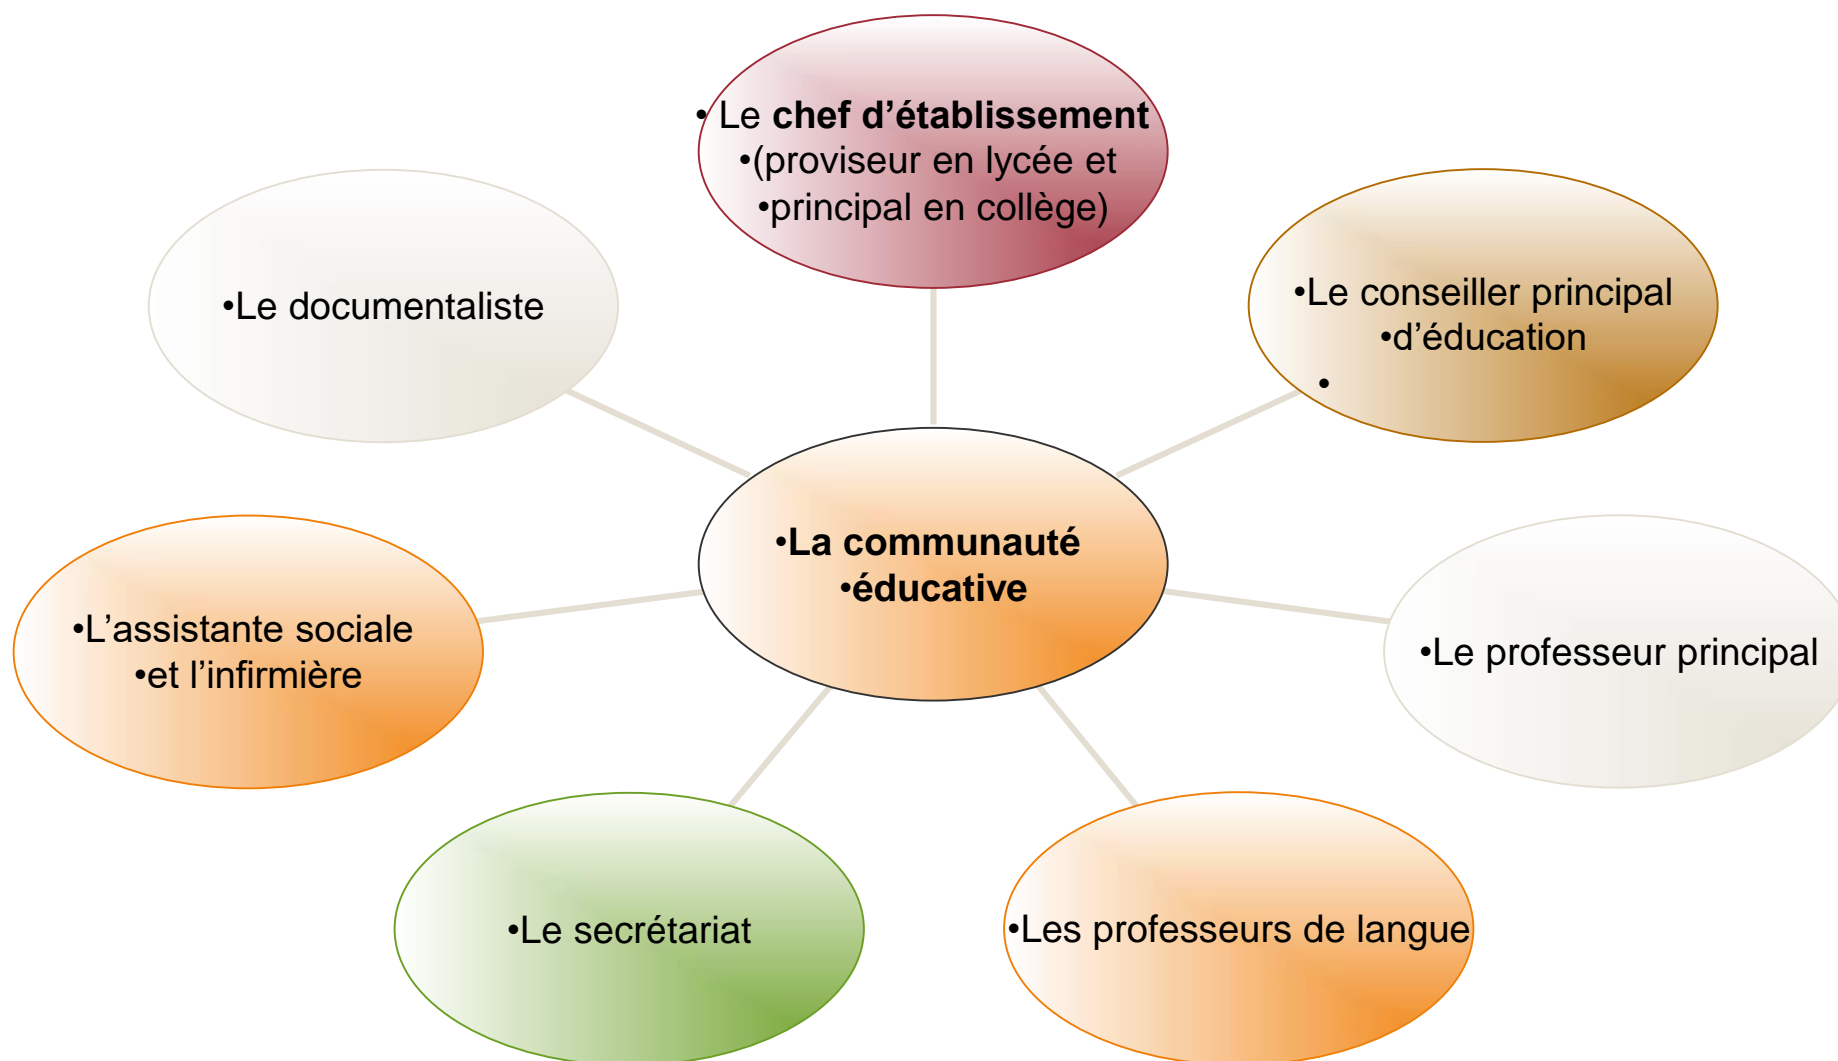 • Le chef d’établissement
•(proviseur en lycée et
•principal en collège)
•Le documentaliste
•Le conseiller principal
•d’éducation
•
•La communauté
•éducative
•L’assistante sociale
•et l’infirmière
•Le professeur principal
•Le secrétariat
•Les professeurs de langue